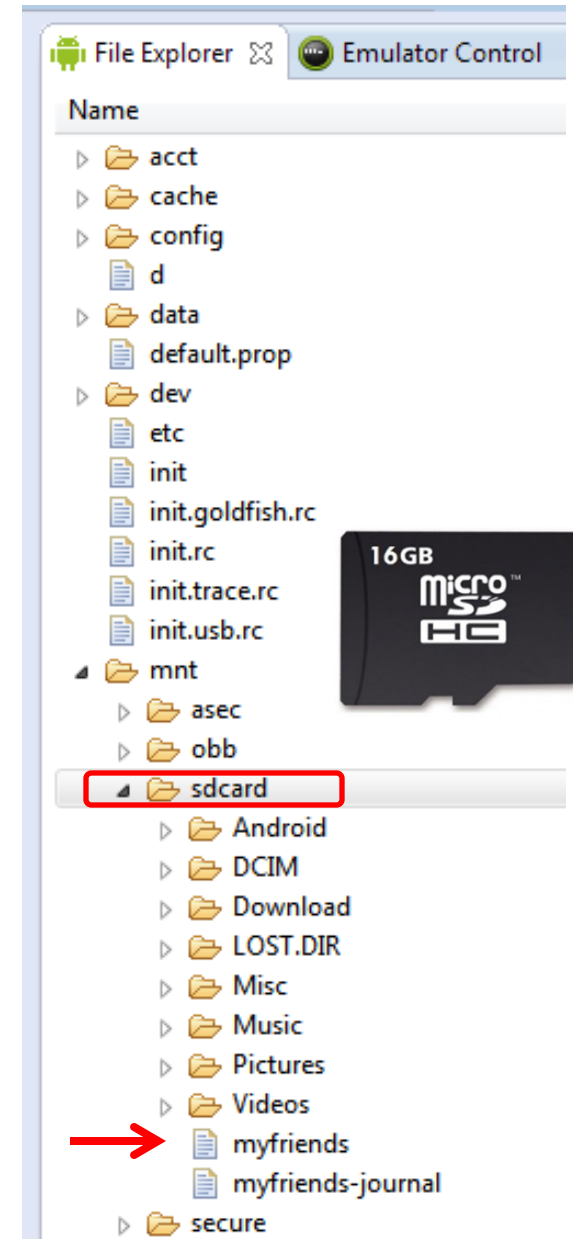 File Explorer Emulator Control
Name
acct
cache
config
d
data
default.prop
dev
etc
init
init.goldfish.rc
init.rc
init.trace.rc
init.usb.rc
16GB
micro™
SD
HC
mnt
asec
obb
sdcard
Android
DCIM
Download
LOST.DIR
Misc
Music
Pictures
Videos
myfriends
myfriends-journal
secure